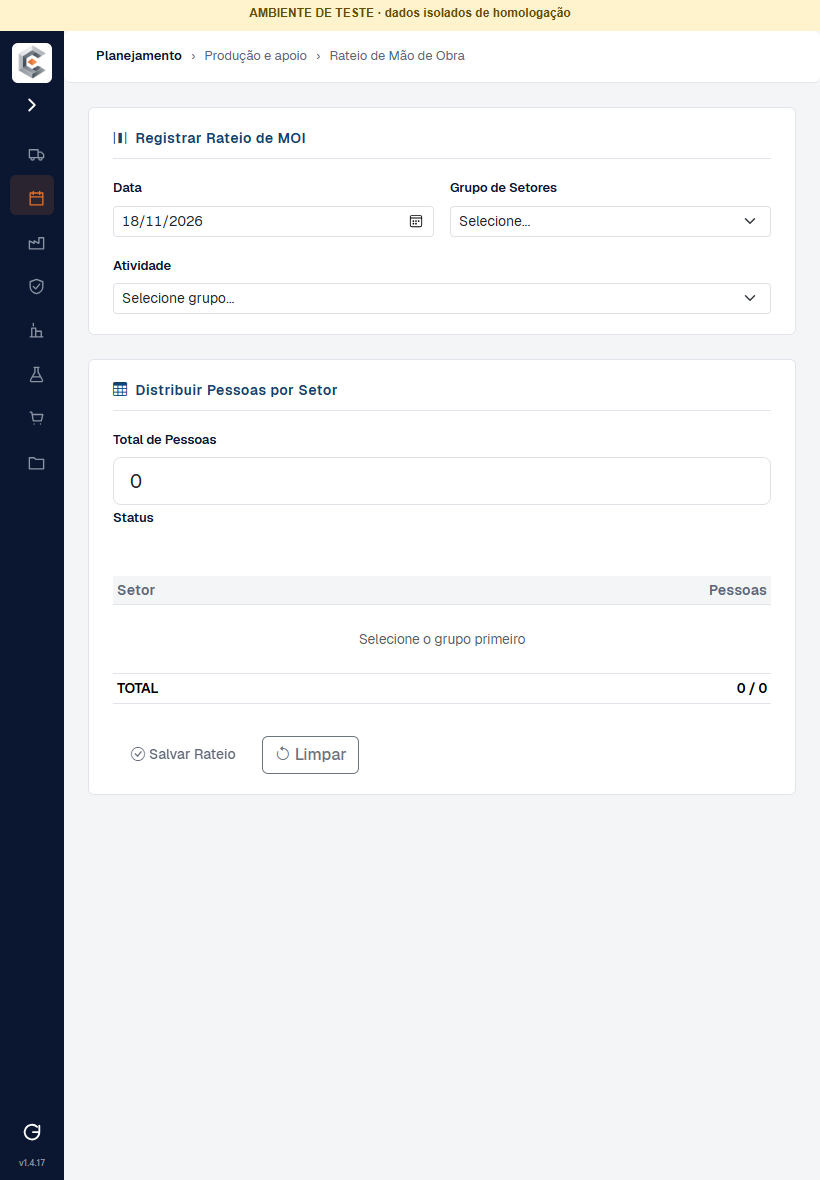 AMBIENTE DE TESTE · dados isolados de homologação
Planejamento › Produção e apoio › Rateio de Mão de Obra
Registrar Rateio de MOI
Data
18/11/2026
Grupo de Setores
Selecione...
Atividade
Selecione grupo...
Distribuir Pessoas por Setor
Total de Pessoas
0
Status
Setor Pessoas
Selecione o grupo primeiro
TOTAL 0 / 0
Salvar Rateio Limpar
v1.4.17